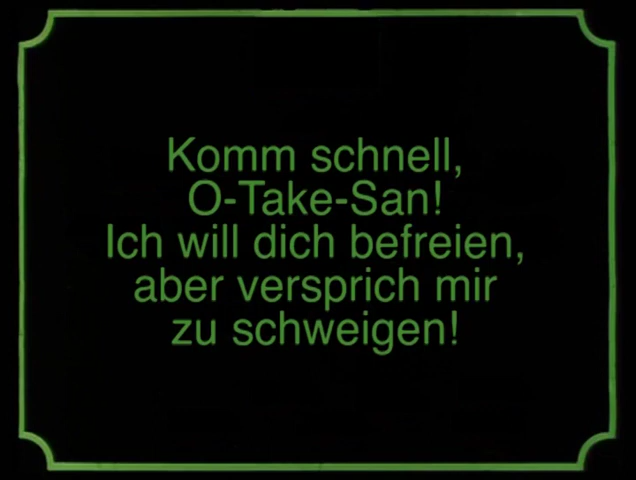 Komm schnell,
O-Take-San!
Ich will dich befreien,
aber versprich mir
zu schweigen!